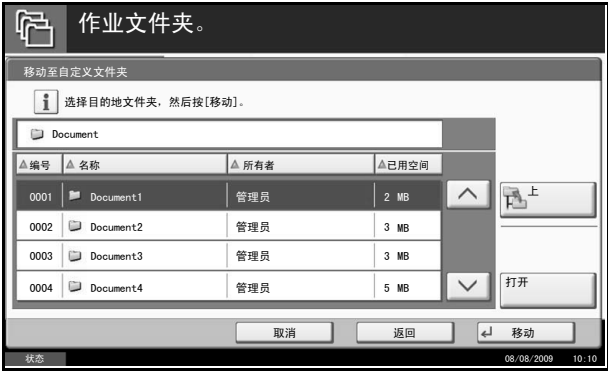 作业文件夹。
移动至自定义文件夹
i 选择目的地文件夹，然后按[移动]。
Document
编号 名称 所有者 已用空间
0001 Document1 管理员 2 MB
0002 Document2 管理员 3 MB
0003 Document3 管理员 3 MB
0004 Document4 管理员 5 MB
上
打开
取消 返回 移动
状态 08/08/2009 10:10